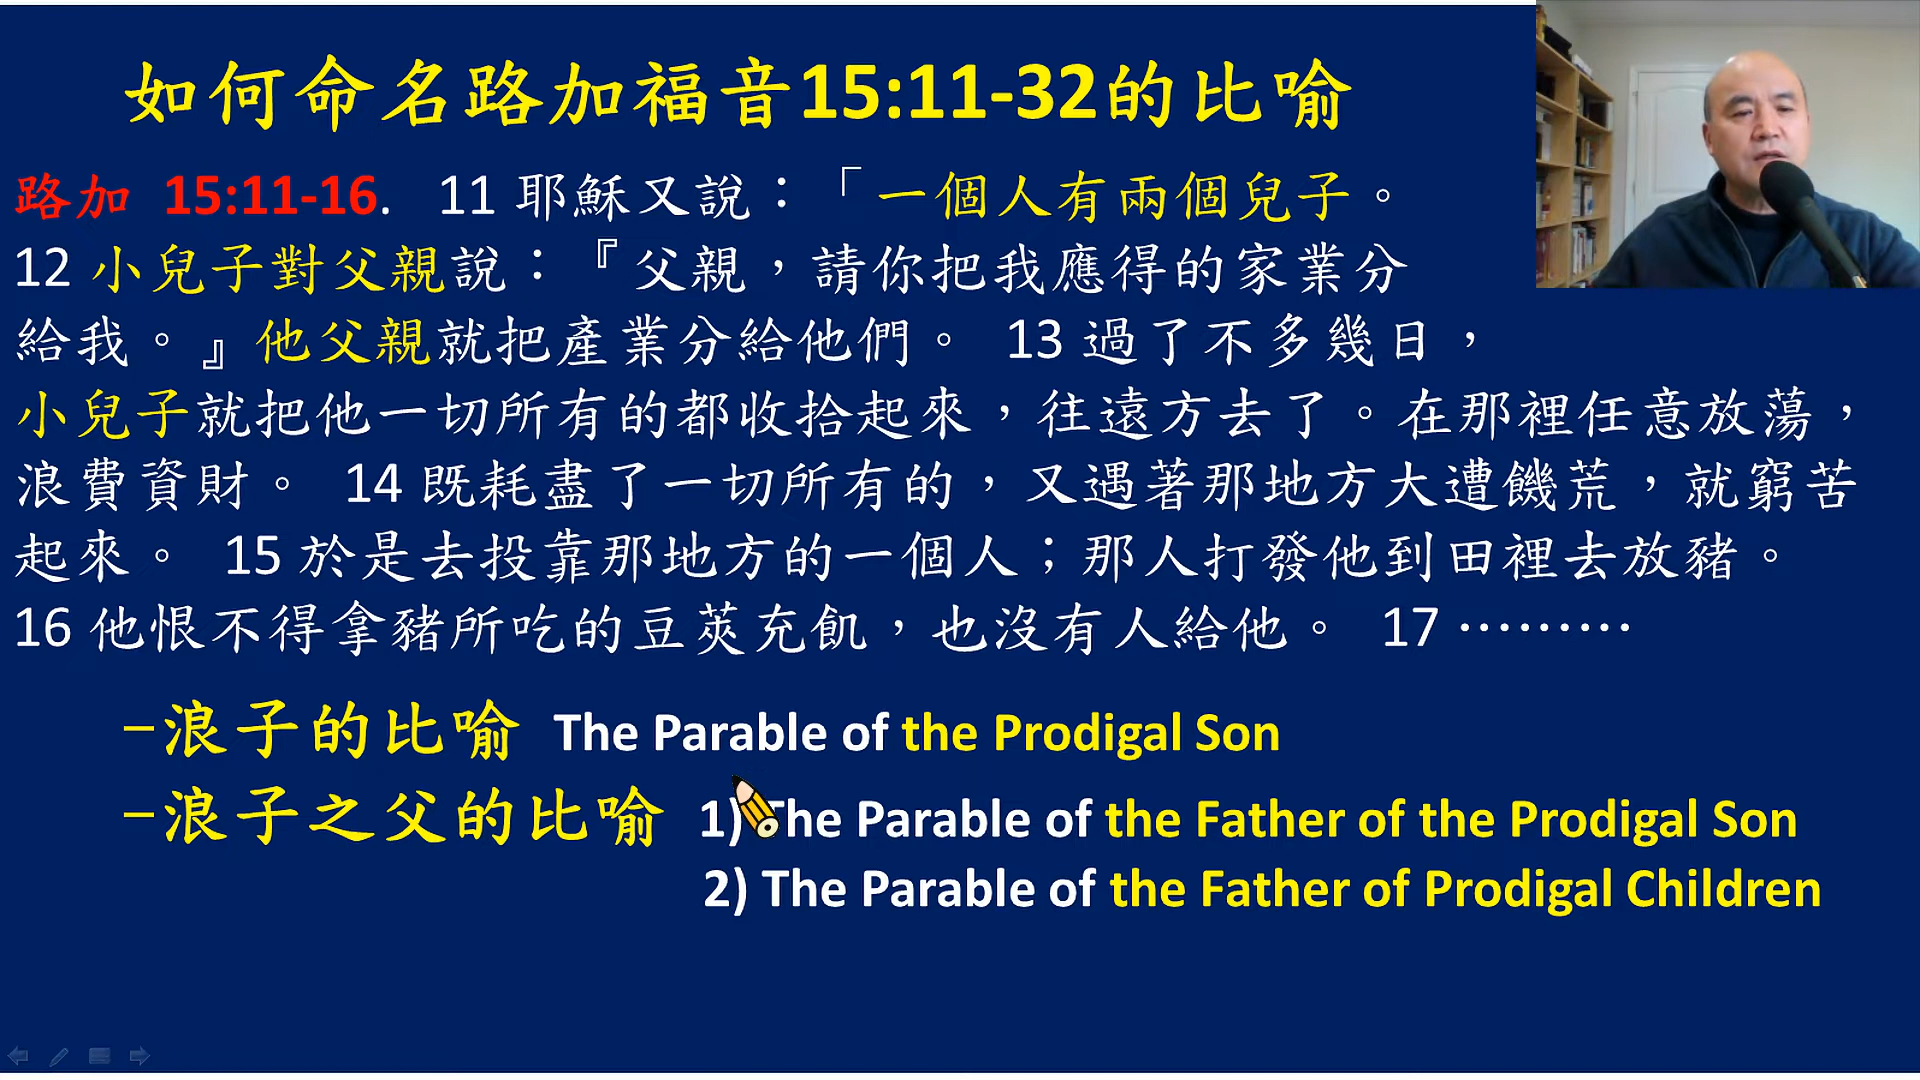 如何命名路加福音15:11-32的比喻
路加 15:11-16. 11 耶穌又說：「一個人有兩個兒子。
12 小兒子對父親說：『父親，請你把我應得的家業分
給我。』他父親就把產業分給他們。 13 過了不多幾日，
小兒子就把他一切所有的都收拾起來，往遠方去了。在那裡任意放蕩，
浪費資財。 14 既耗盡了一切所有的，又遇著那地方大遭饑荒，就窮苦
起來。 15 於是去投靠那地方的一個人；那人打發他到田裡去放豬。
16 他恨不得拿豬所吃的豆莢充飢，也沒有人給他。 17 ………
–浪子的比喻 The Parable of the Prodigal Son
–浪子之父的比喻 1) The Parable of the Father of the Prodigal Son
2) The Parable of the Father of Prodigal Children